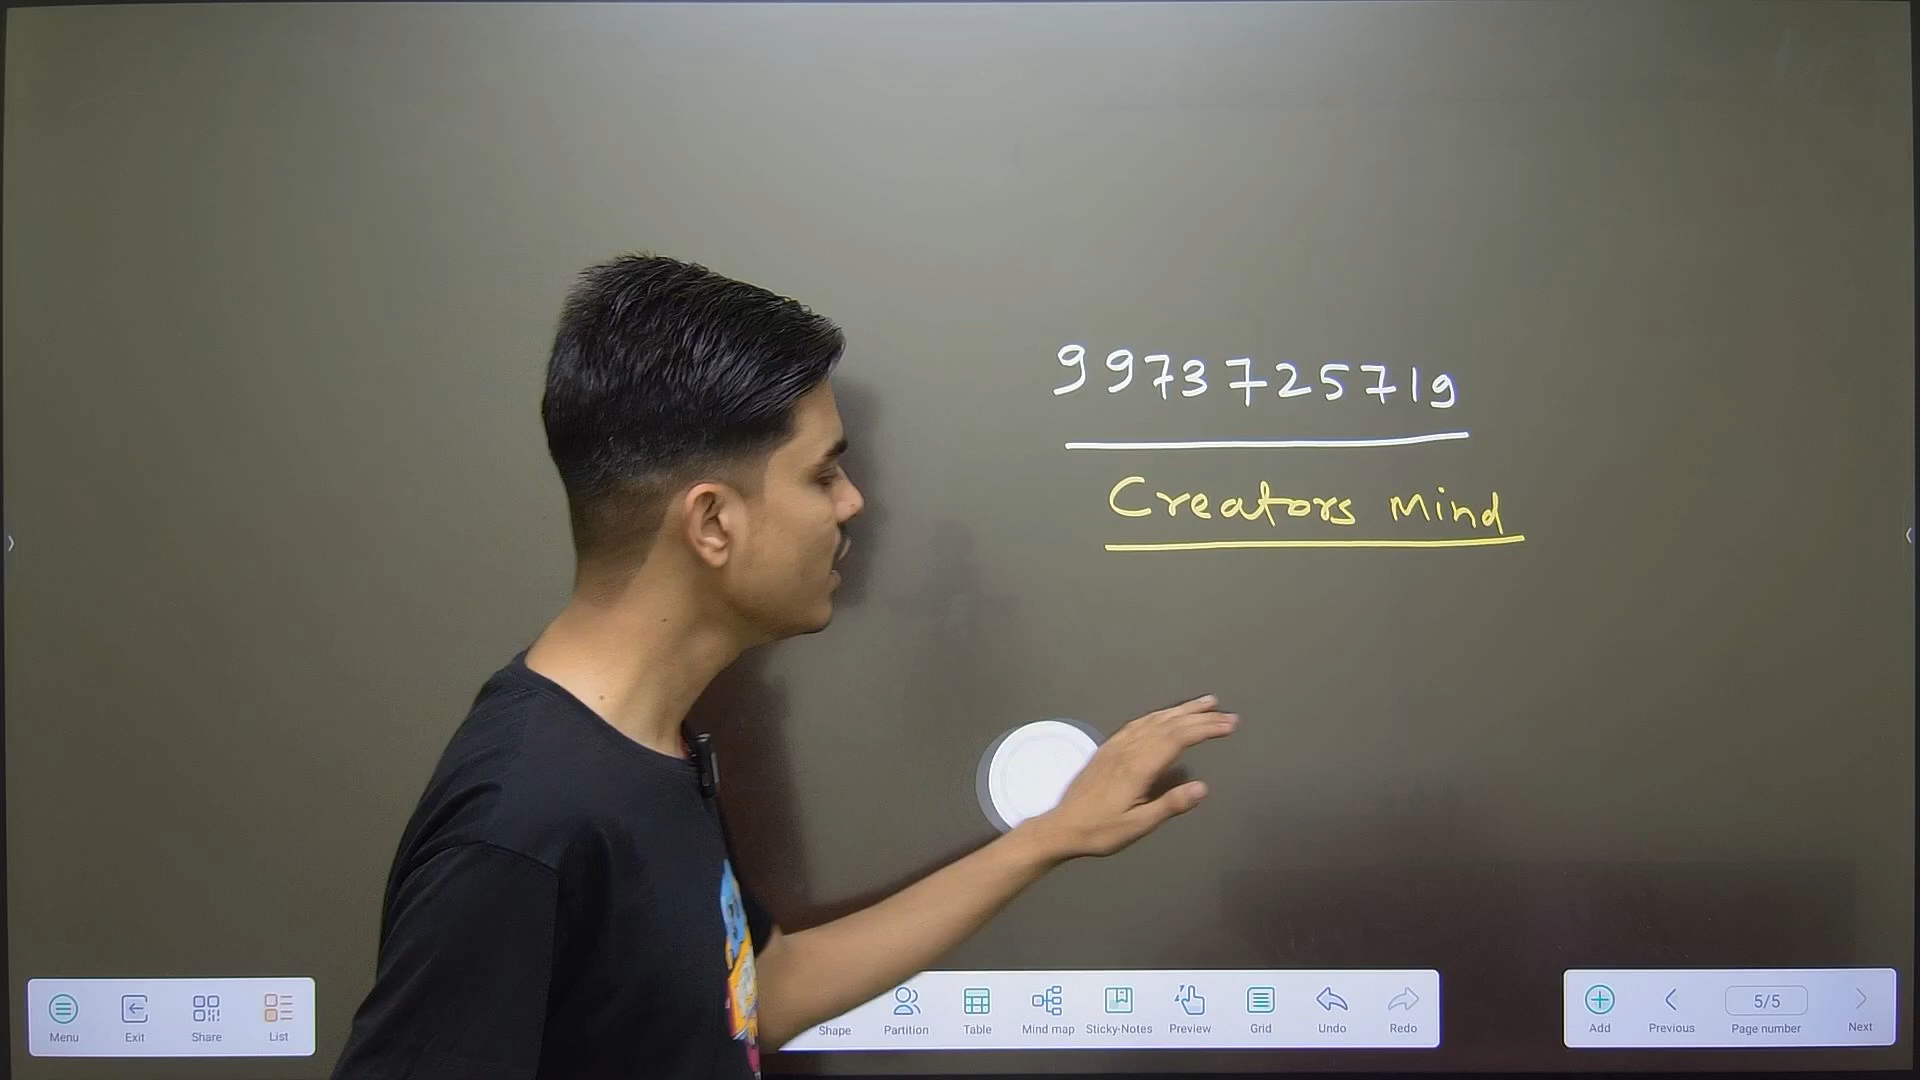 9973725719
Creators Mind
Menu Exit Share List
Shape Partition Table Mind map Sticky-Notes Preview Grid Undo Redo
Add Previous 5/5 Page number Next